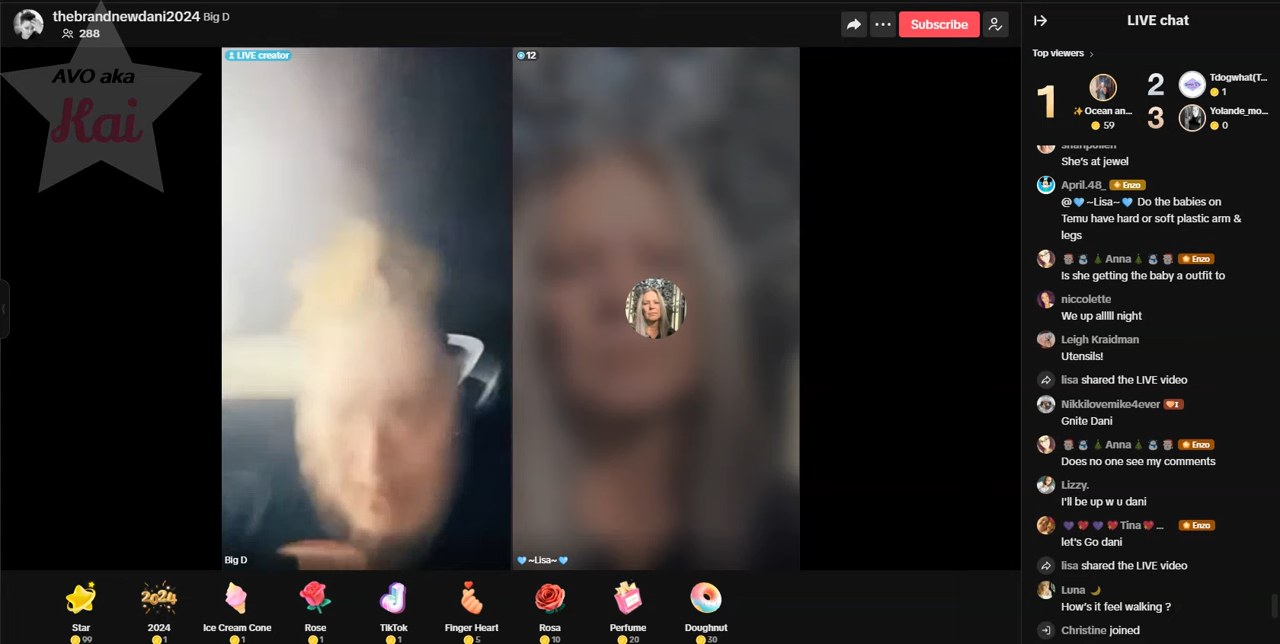 thebrandnewdani2024 Big D
288
Subscribe
AVO aka
Kai
LIVE creator
12
Big D
💙~Lisa~💙
Star
99
2024
1
Ice Cream Cone
1
Rose
1
TikTok
1
Finger Heart
5
Rosa
10
Perfume
20
Doughnut
30
LIVE chat
Top viewers
1
✨Ocean an...
59
2
Tdogwhat(T...
1
3
Yolande_mo...
0
She's at jewel
April.48_ Enzo
@💙~Lisa~💙 Do the babies on
Temu have hard or soft plastic arm &
legs
Anna🎄 Enzo
Is she getting the baby a outfit to
niccolette
We up alllll night
Leigh Kraidman
Utensils!
lisa shared the LIVE video
Nikkilovemike4ever I
Gnite Dani
Anna🎄 Enzo
Does no one see my comments
Lizzy.
I'll be up w u dani
💜💖💜💖Tina💖... Enzo
let's Go dani
lisa shared the LIVE video
Luna 🌙
How's it feel walking ?
Christine joined